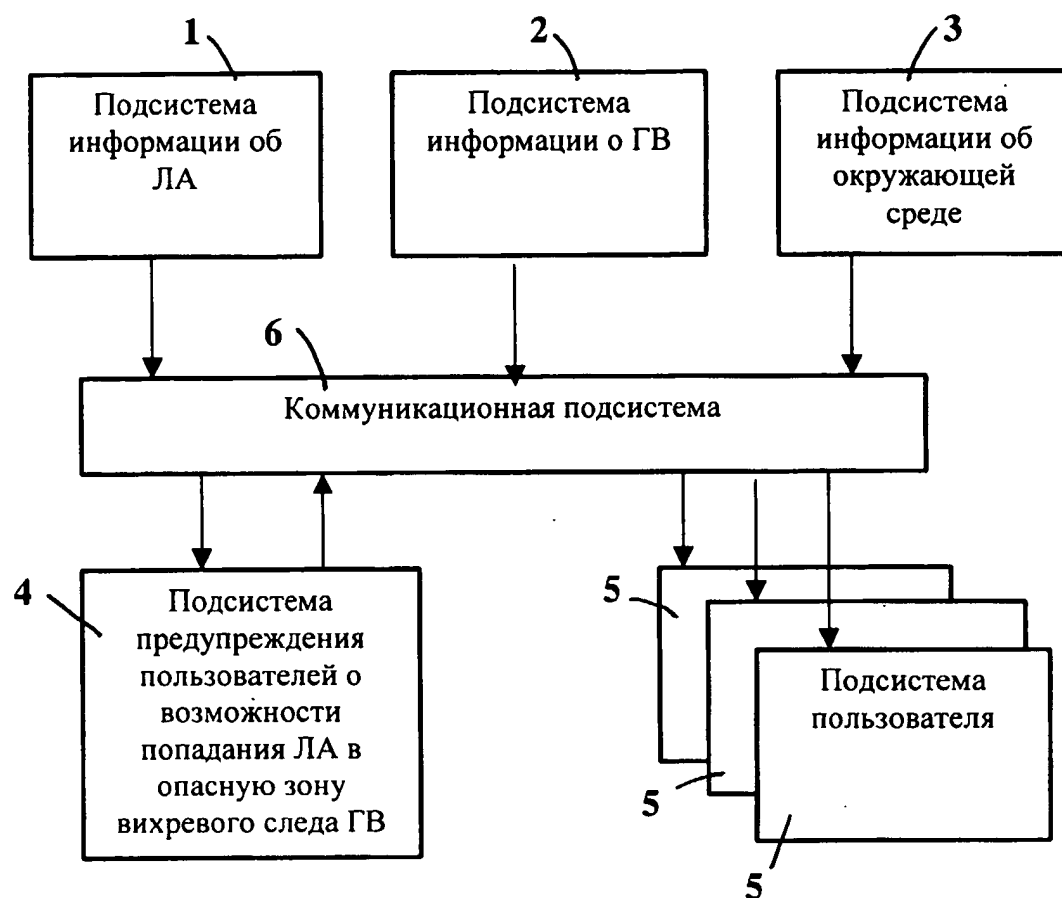 1
Подсистема
информации об
ЛА
2
Подсистема
информации о ГВ
3
Подсистема
информации об
окружающей
среде
6
Коммуникационная подсистема
4
Подсистема
предупреждения
пользователей о
возможности
попадания ЛА в
опасную зону
вихревого следа ГВ
5
5
Подсистема
пользователя
5